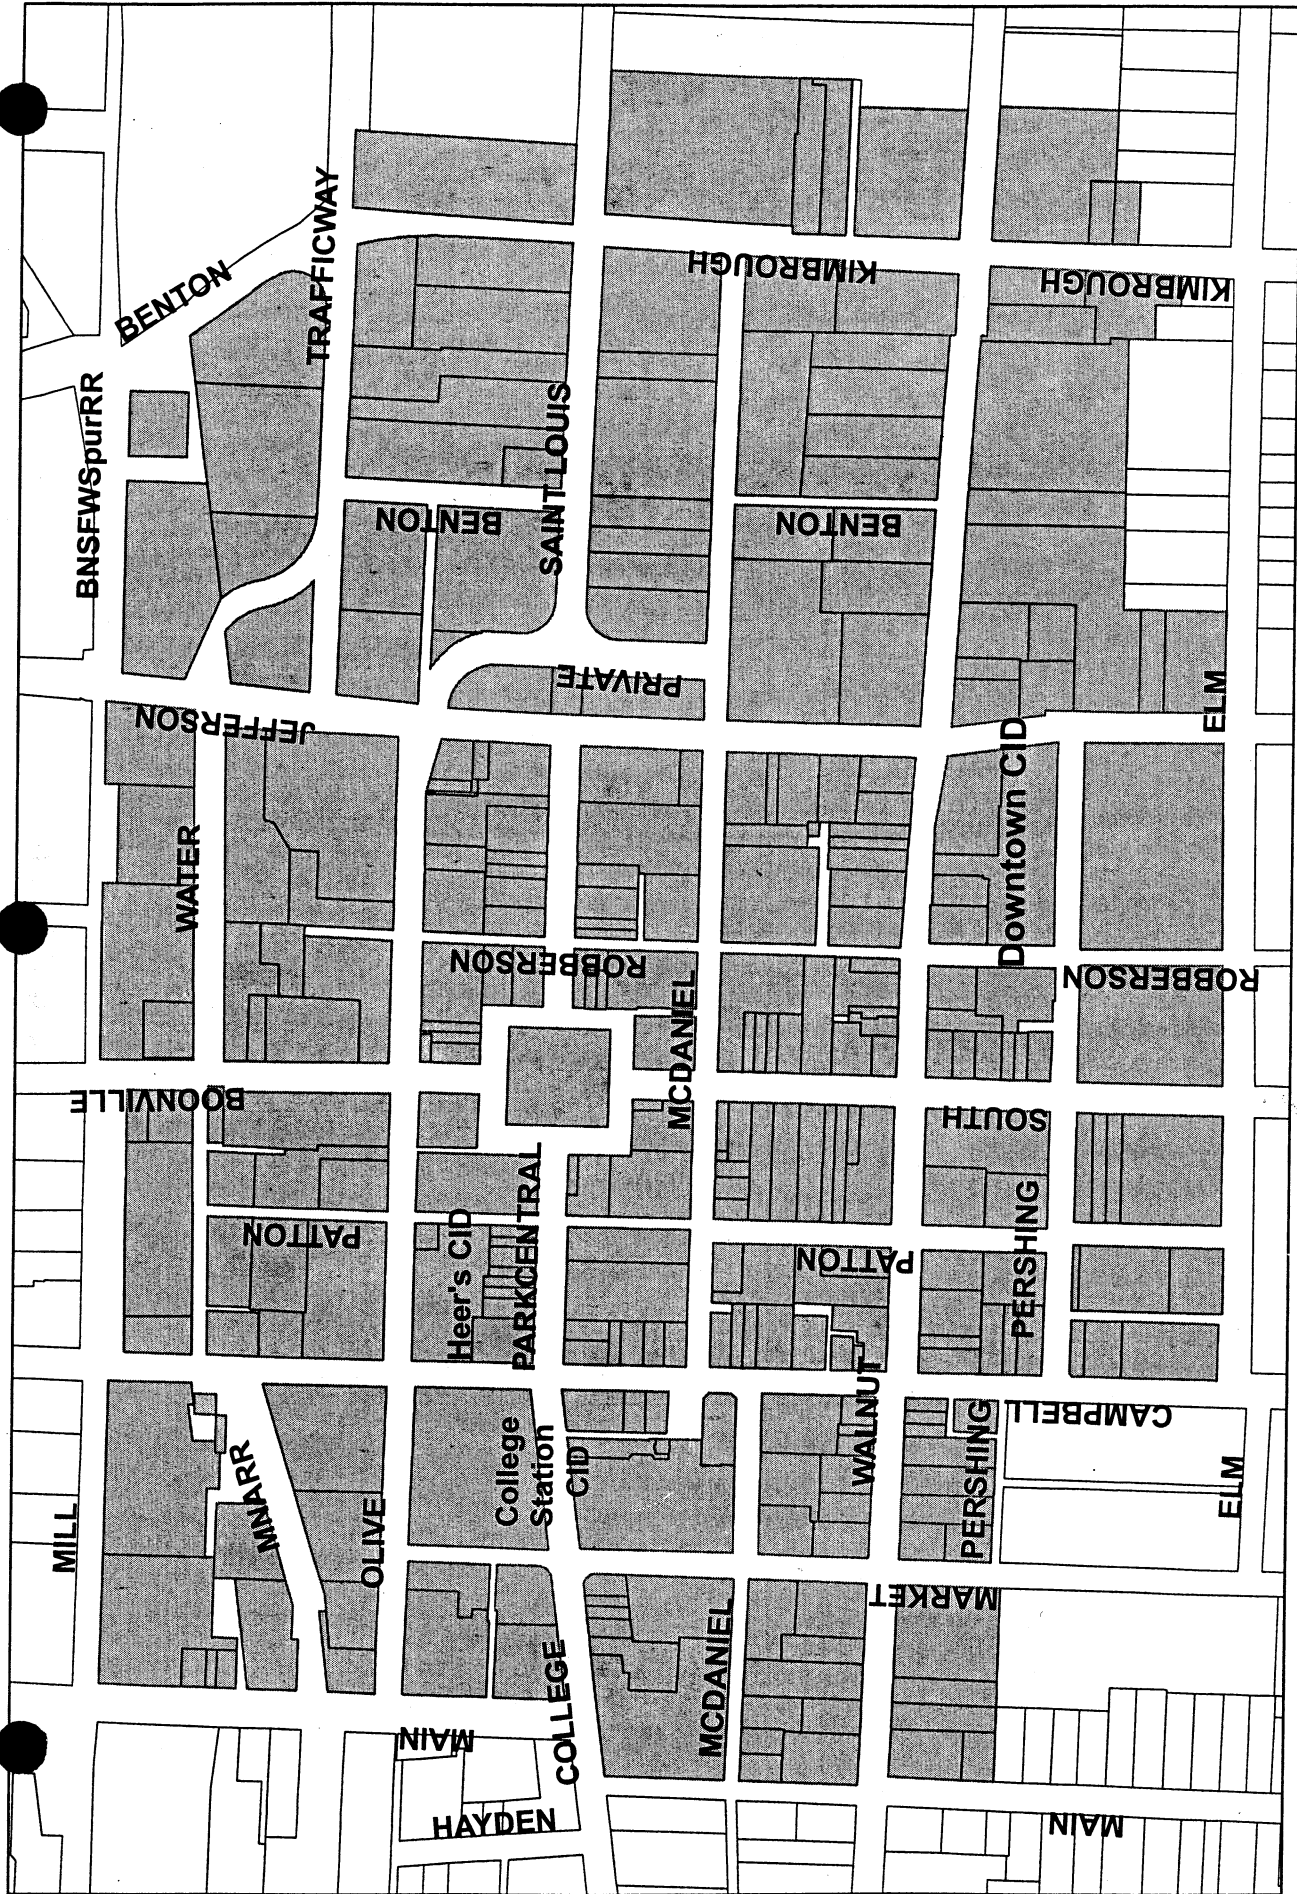 BENTON
TRAFFICWAY
KIMBROUGH
KIMBROUGH
BNSFWSpurRR
BENTON
SAINT LOUIS
BENTON
PRIVATE
JEFFERSON
ELM
Downtown CID
WATER
ROBBERSON
ROBBERSON
MCDANIEL
BOONVILLE
SOUTH
PARKCENTRAL
PERSHING
PATTON
Heer's CID
PATTON
WALNUT
CAMPBELL
College
Station
CID
PERSHING
MNARR
ELM
MILL
OLIVE
MARKET
MCDANIEL
COLLEGE
MAIN
HAYDEN
MAIN